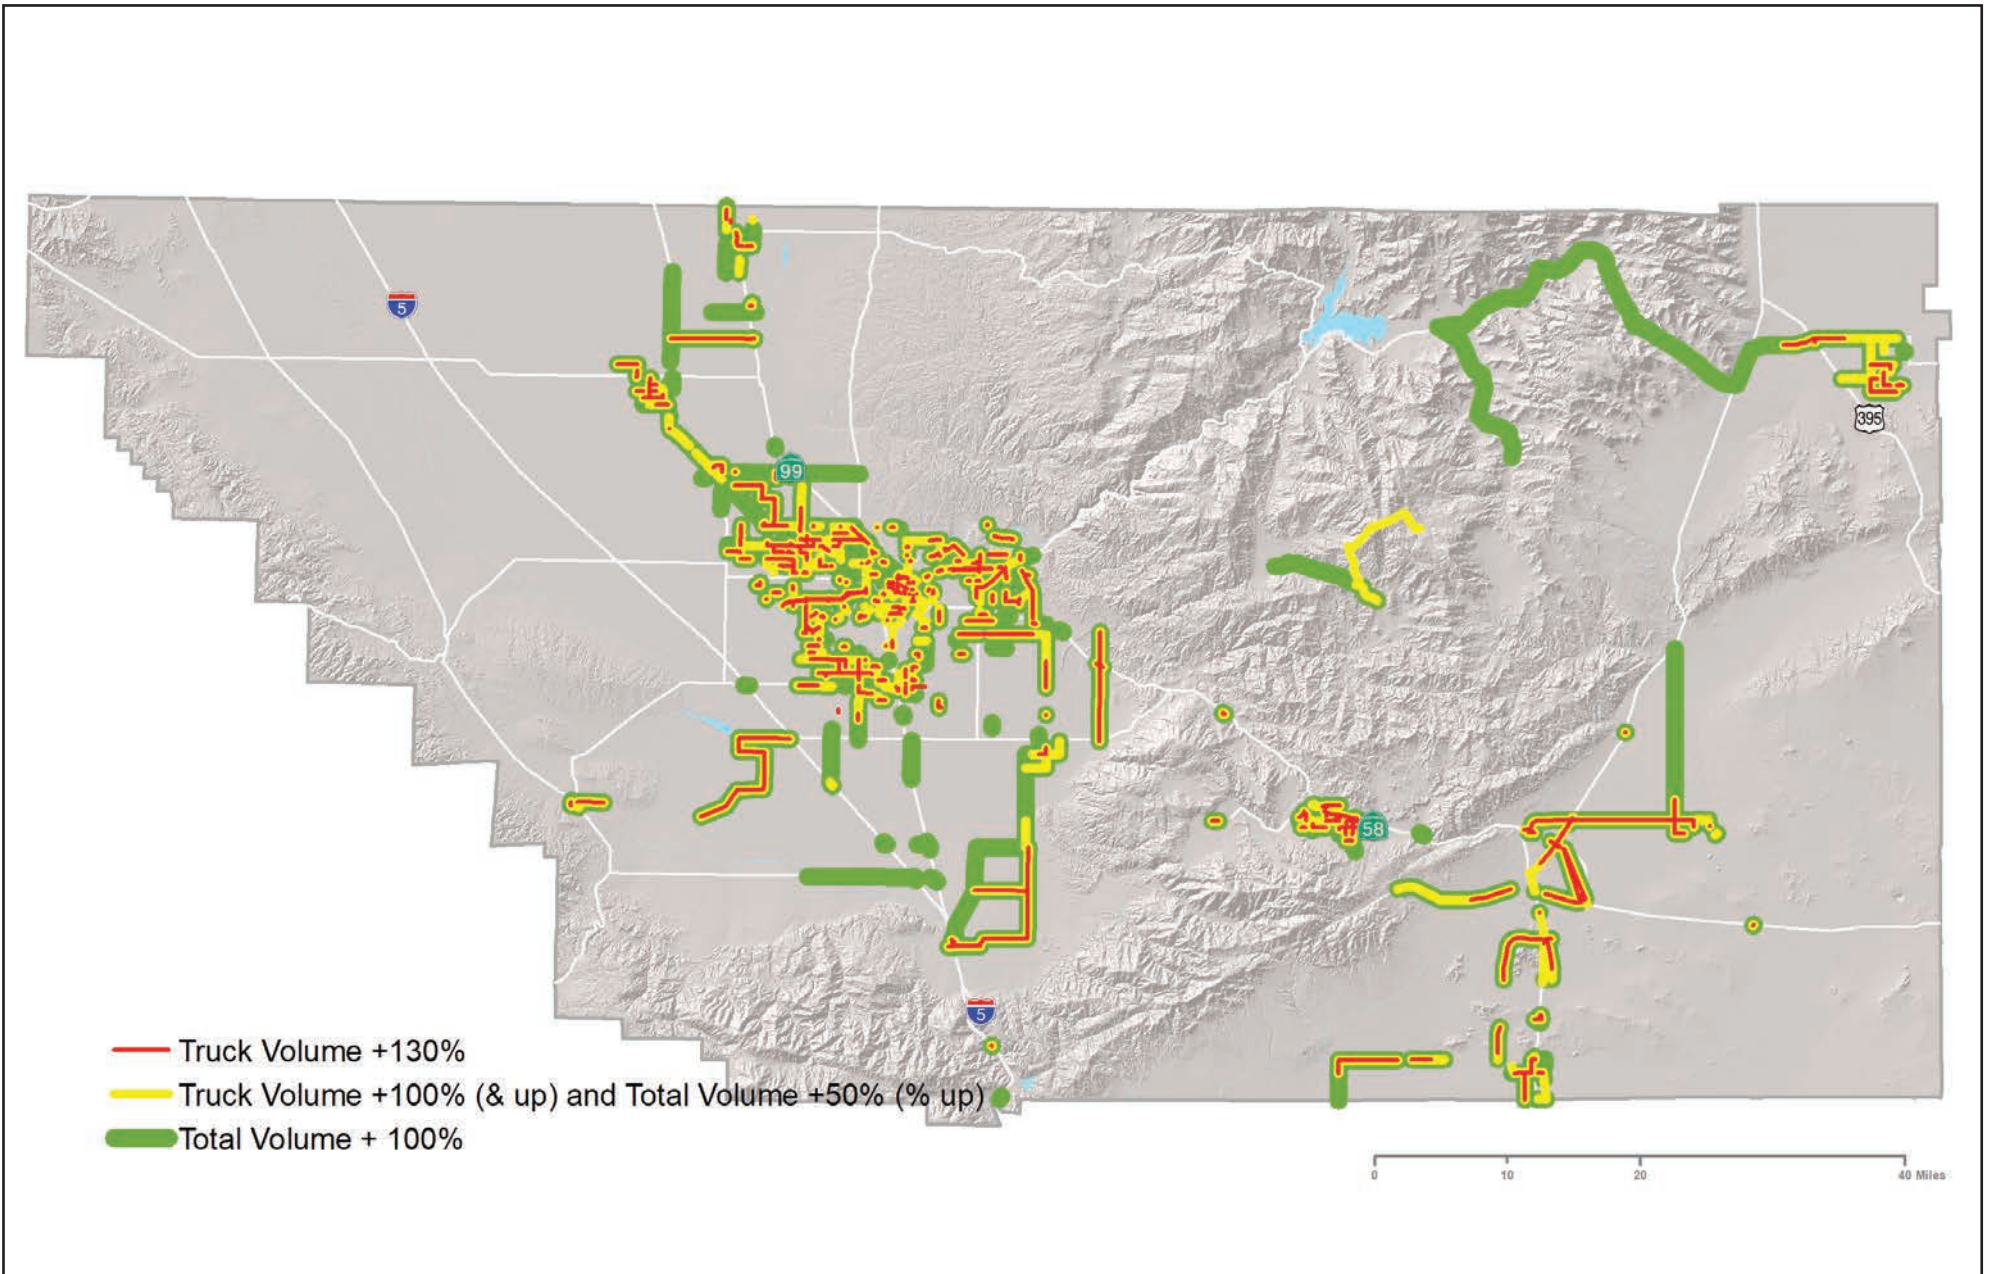 5
395
99
58
5
Truck Volume +130%
Truck Volume +100% (& up) and Total Volume +50% (% up)
Total Volume + 100%
0 10 20 40 Miles